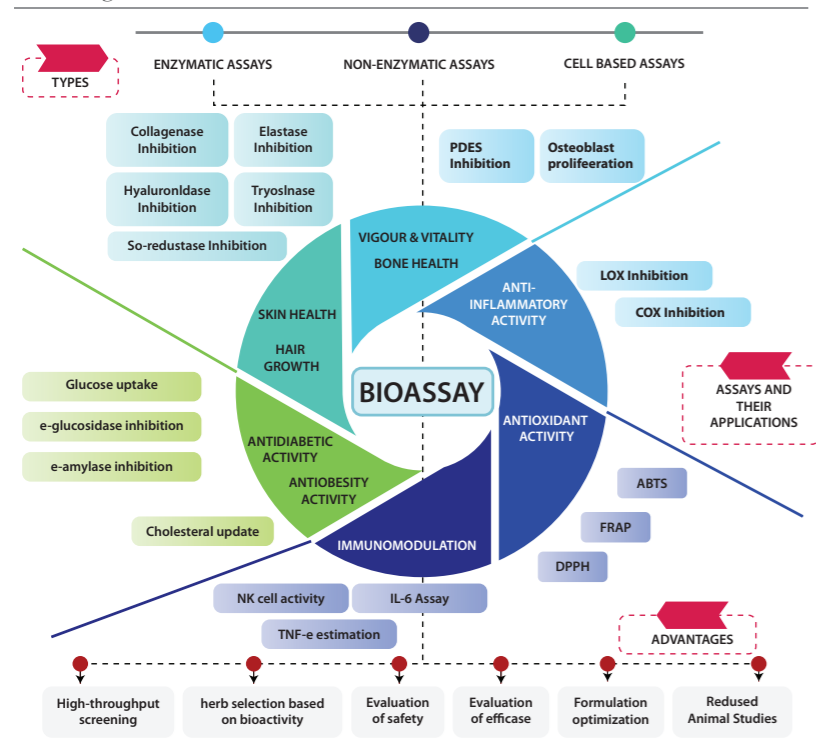 TYPES
ENZYMATIC ASSAYS
NON-ENZYMATIC ASSAYS
CELL BASED ASSAYS
Collagenase
Inhibition
Elastase
Inhibition
Hyaluronldase
Inhibition
Tryoslnase
Inhibition
So-redustase Inhibition
PDES
Inhibition
Osteoblast
prolifeeration
VIGOUR & VITALITY
BONE HEALTH
SKIN HEALTH
HAIR
GROWTH
ANTI-
INFLAMMATORY
ACTIVITY
LOX Inhibition
COX Inhibition
BIOASSAY
ASSAYS AND
THEIR
APPLICATIONS
Glucose uptake
e-glucosidase inhibition
e-amylase inhibition
Cholesteral update
ANTIDIABETIC
ACTIVITY
ANTIOBESITY
ACTIVITY
ANTIOXIDANT
ACTIVITY
ABTS
FRAP
DPPH
IMMUNOMODULATION
NK cell activity
IL-6 Assay
TNF-e estimation
ADVANTAGES
High-throughput
screening
herb selection based
on bioactivity
Evaluation
of safety
Evaluation
of efficase
Formulation
optimization
Redused
Animal Studies